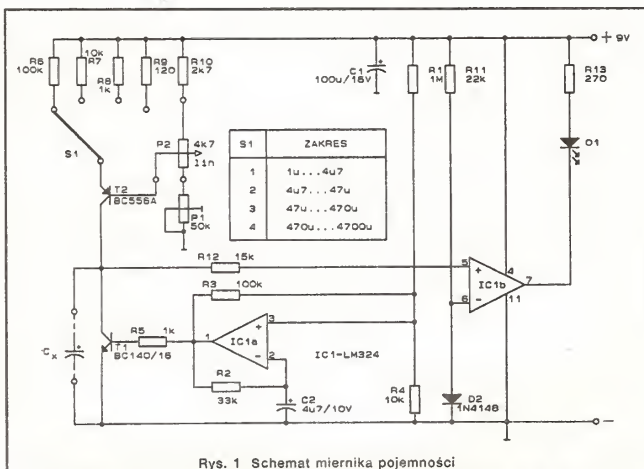 + 9V
R6
100k
10k
R7
R8
1k
R9
120
R10
2k7
C1
100u/16V
R1
1M
R11
22k
R13
270
D1
S1
P2
4k7
lin
P1
50k
T2
BC556A
S1 ZAKRES
1 1u...4u7
2 4u7...47u
3 47u...470u
4 470u...4700u
R12 15k
R3 100k
5
+
IC1b
6
-
4
7
11
Cx
R5 1k
T1
BC140/16
1
IC1a
+
3
-
2
IC1-LM324
R2
33k
C2
4u7/10V
R4
10k
D2
1N4148
-
Rys. 1 Schemat miernika pojemności